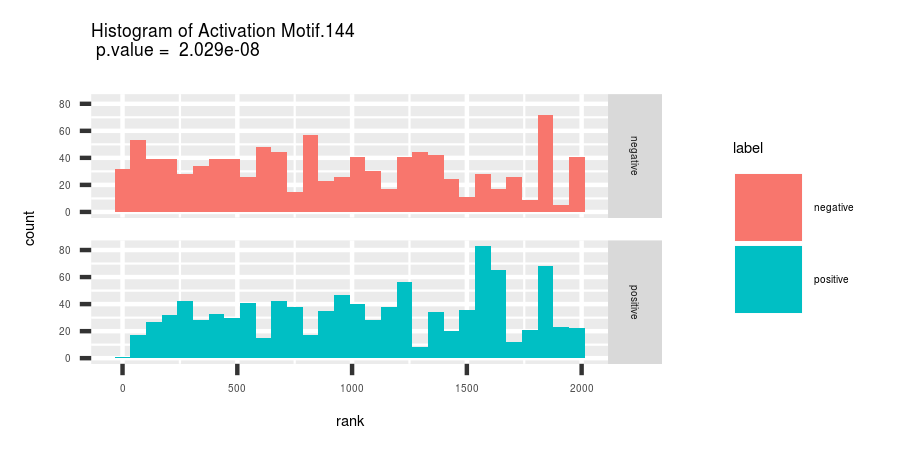 Histogram of Activation Motif.144
p.value = 2.029e-08
count
80
60
40
20
0
negative
80
60
40
20
0
positive
0 500 1000 1500 2000
rank
label
negative
positive